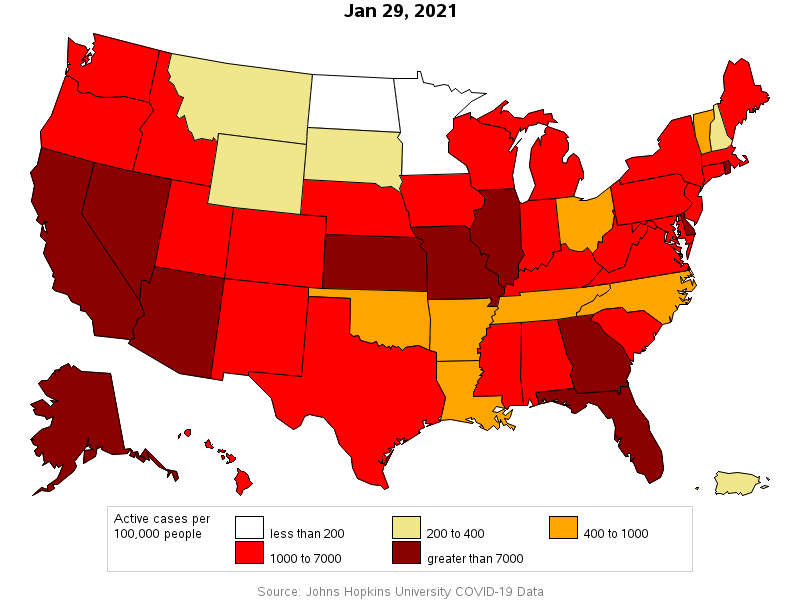 Jan 29, 2021
Active cases per
100,000 people
less than 200
200 to 400
400 to 1000
1000 to 7000
greater than 7000
Source: Johns Hopkins University COVID-19 Data